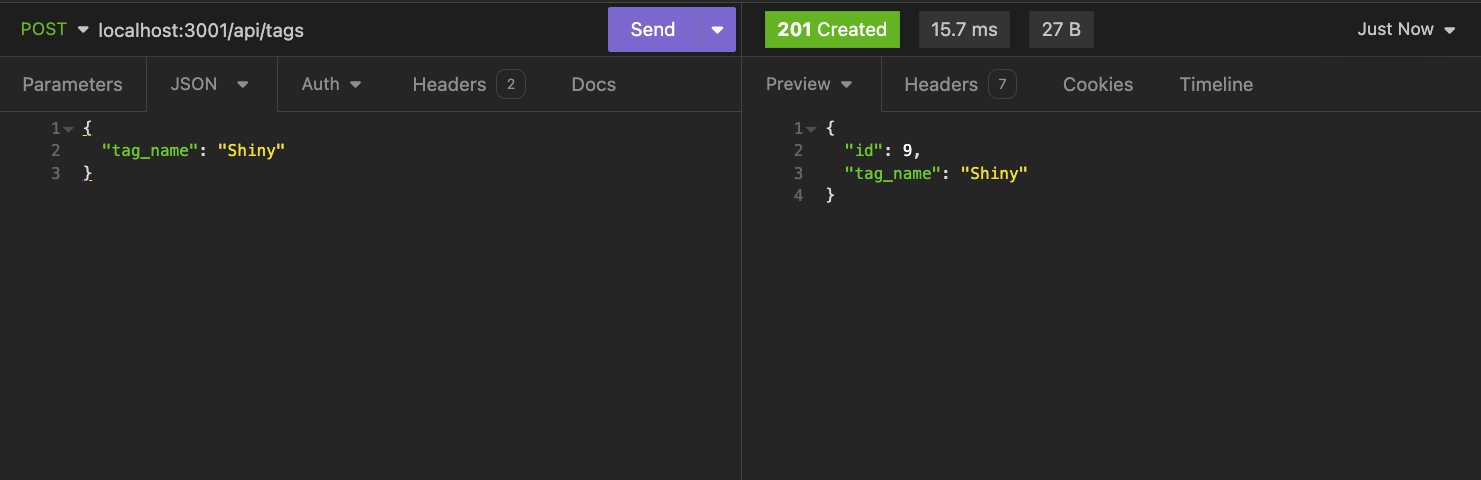 POST localhost:3001/api/tags Send 201 Created 15.7 ms 27 B Just Now
Parameters JSON Auth Headers 2 Docs Preview Headers 7 Cookies Timeline
1 {
2 "tag_name": "Shiny"
3 }
1 {
2 "id": 9,
3 "tag_name": "Shiny"
4 }